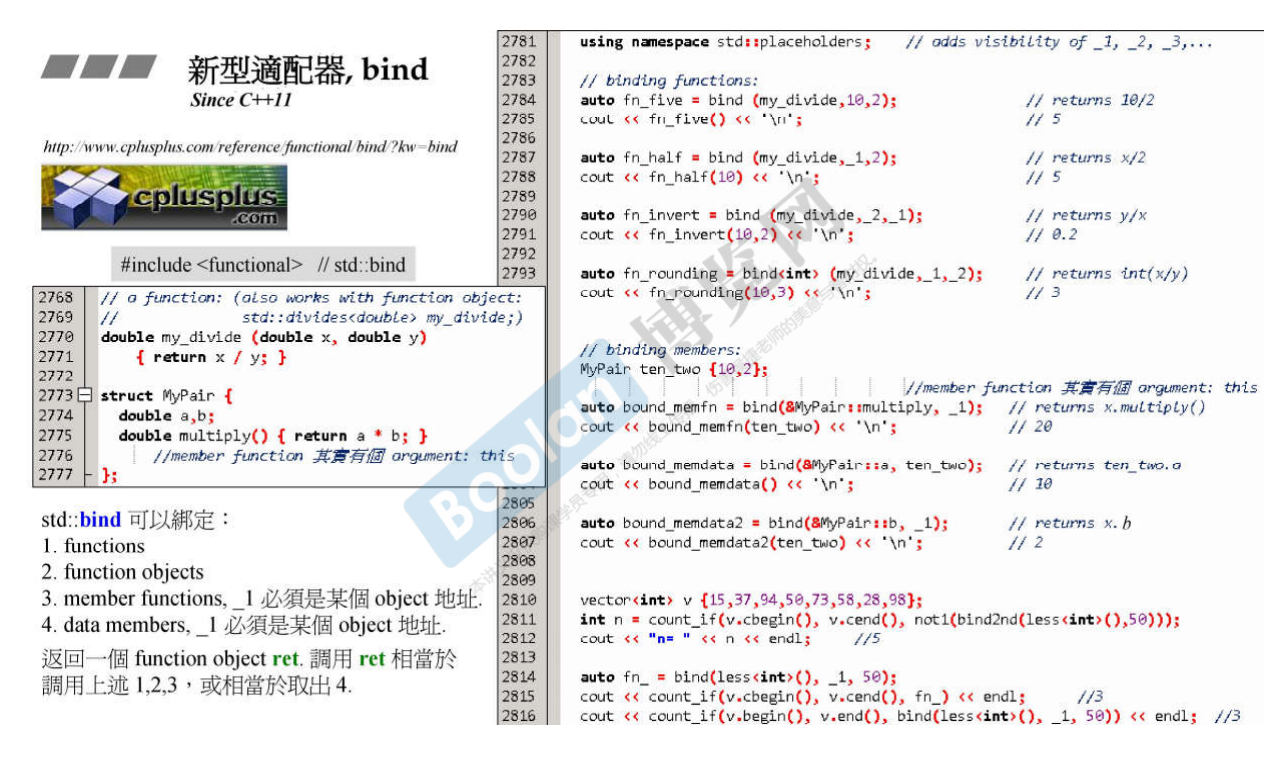 新型適配器, bind
Since C++11
http://www.cplusplus.com/reference/functional/bind/?kw=bind
cplusplus
.com
#include <functional> // std::bind
2768 // a function: (also works with function object:
2769 // std::divides<double> my_divide;)
2770 double my_divide (double x, double y)
2771 { return x / y; }
2772
2773 struct MyPair {
2774 double a,b;
2775 double multiply() { return a * b; }
2776 //member function 其實有個 argument: this
2777 };
std::bind 可以綁定：
1. functions
2. function objects
3. member functions, _1 必須是某個 object 地址.
4. data members, _1 必須是某個 object 地址.
返回一個 function object ret. 調用 ret 相當於
調用上述 1,2,3，或相當於取出 4.
2781 using namespace std::placeholders; // adds visibility of _1, _2, _3,...
2782
2783 // binding functions:
2784 auto fn_five = bind (my_divide,10,2); // returns 10/2
2785 cout << fn_five() << '\n'; // 5
2786
2787 auto fn_half = bind (my_divide,_1,2); // returns x/2
2788 cout << fn_half(10) << '\n'; // 5
2789
2790 auto fn_invert = bind (my_divide,_2,_1); // returns y/x
2791 cout << fn_invert(10,2) << '\n'; // 0.2
2792
2793 auto fn_rounding = bind<int> (my_divide,_1,_2); // returns int(x/y)
cout << fn_rounding(10,3) << '\n'; // 3
// binding members:
MyPair ten_two {10,2};
//member function 其實有個 argument: this
auto bound_memfn = bind(&MyPair::multiply, _1); // returns x.multiply()
cout << bound_memfn(ten_two) << '\n'; // 20
auto bound_memdata = bind(&MyPair::a, ten_two); // returns ten_two.a
cout << bound_memdata() << '\n'; // 10
2805
2806 auto bound_memdata2 = bind(&MyPair::b, _1); // returns x.b
2807 cout << bound_memdata2(ten_two) << '\n'; // 2
2808
2809
2810 vector<int> v {15,37,94,50,73,58,28,98};
2811 int n = count_if(v.cbegin(), v.cend(), not1(bind2nd(less<int>(),50)));
2812 cout << "n= " << n << endl; //5
2813
2814 auto fn_ = bind(less<int>(), _1, 50);
2815 cout << count_if(v.cbegin(), v.cend(), fn_) << endl; //3
2816 cout << count_if(v.begin(), v.end(), bind(less<int>(), _1, 50)) << endl; //3
Boolan 博览网